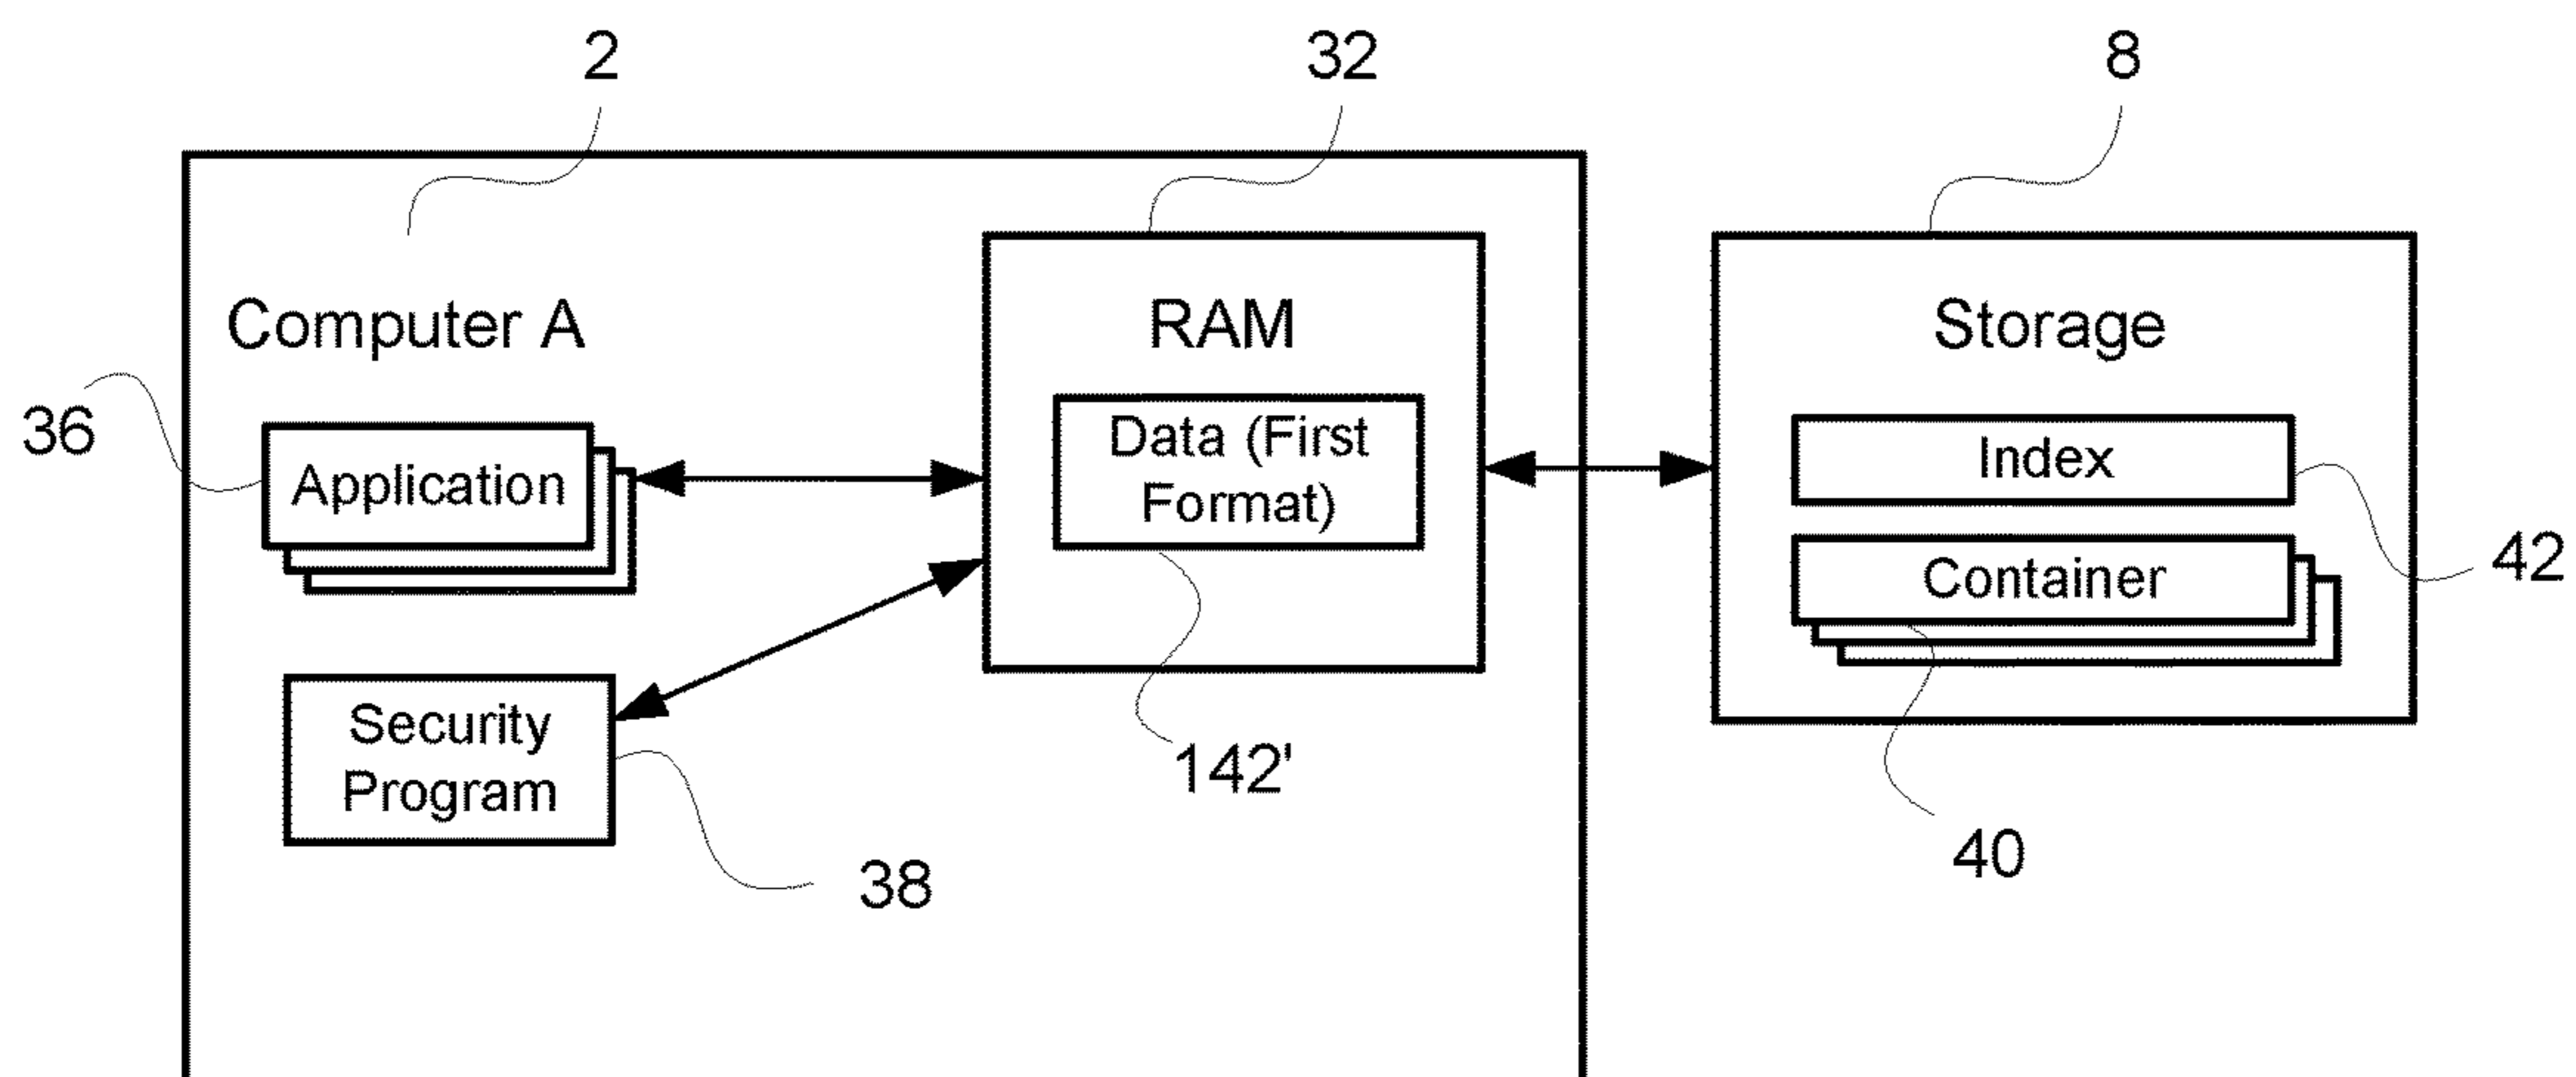 2
32
8
Computer A
RAM
Storage
36
Application
Data (First
Format)
Index
Container
42
Security
Program
142'
38
40